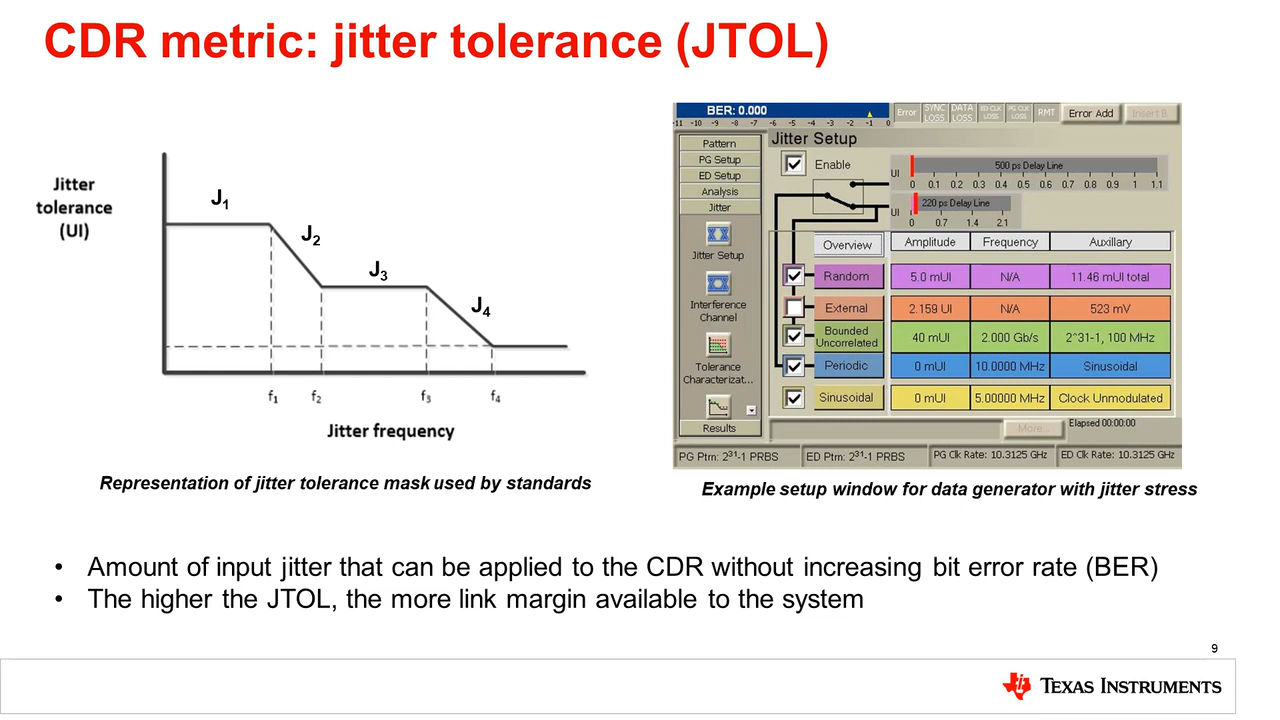 CDR metric: jitter tolerance (JTOL)
Jitter
tolerance
(UI)
J1
J2
J3
J4
f1 f2 f3 f4
Jitter frequency
Representation of jitter tolerance mask used by standards
BER: 0.000
-11 -10 -9 -8 -7 -6 -5 -4 -3 -2 -1 0
Error
SYNC LOSS
DATA LOSS
ED CLK LOSS
PG CLK LOSS
RMT
Error Add
Insert B.
Pattern
PG Setup
ED Setup
Analysis
Jitter
Jitter Setup
Interference
Channel
Tolerance
Characterizat...
Results
Jitter Setup
Enable
500 ps Delay Line
UI
0 0.1 0.2 0.3 0.4 0.5 0.6 0.7 0.8 0.9 1 1.1
220 ps Delay Line
UI
0 0.7 1.4 2.1
Overview Amplitude Frequency Auxillary
Random 5.0 mUI N/A 11.46 mUI total
External 2.159 UI N/A 523 mV
Bounded
Uncorrelated 40 mUI 2.000 Gb/s 2^31-1, 100 MHz
Periodic 0 mUI 10.0000 MHz Sinusoidal
Sinusoidal 0 mUI 5.00000 MHz Clock Unmodulated
More...
Elapsed 00:00:00
PG Ptrn: 2^31-1 PRBS ED Ptrn: 2^31-1 PRBS PG Clk Rate: 10.3125 GHz ED Clk Rate: 10.3125 GHz
Example setup window for data generator with jitter stress
• Amount of input jitter that can be applied to the CDR without increasing bit error rate (BER)
• The higher the JTOL, the more link margin available to the system
9
TEXAS INSTRUMENTS